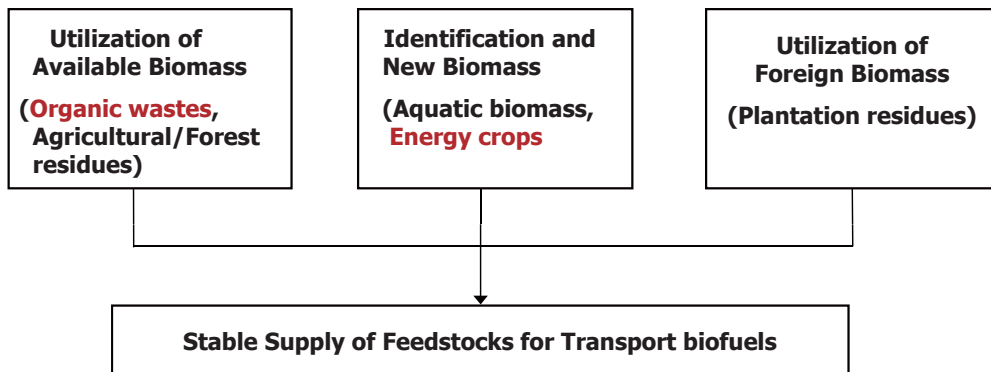 Utilization of
Available Biomass
(Organic wastes,
Agricultural/Forest
residues)
Identification and
New Biomass
(Aquatic biomass,
Energy crops
Utilization of
Foreign Biomass
(Plantation residues)
Stable Supply of Feedstocks for Transport biofuels